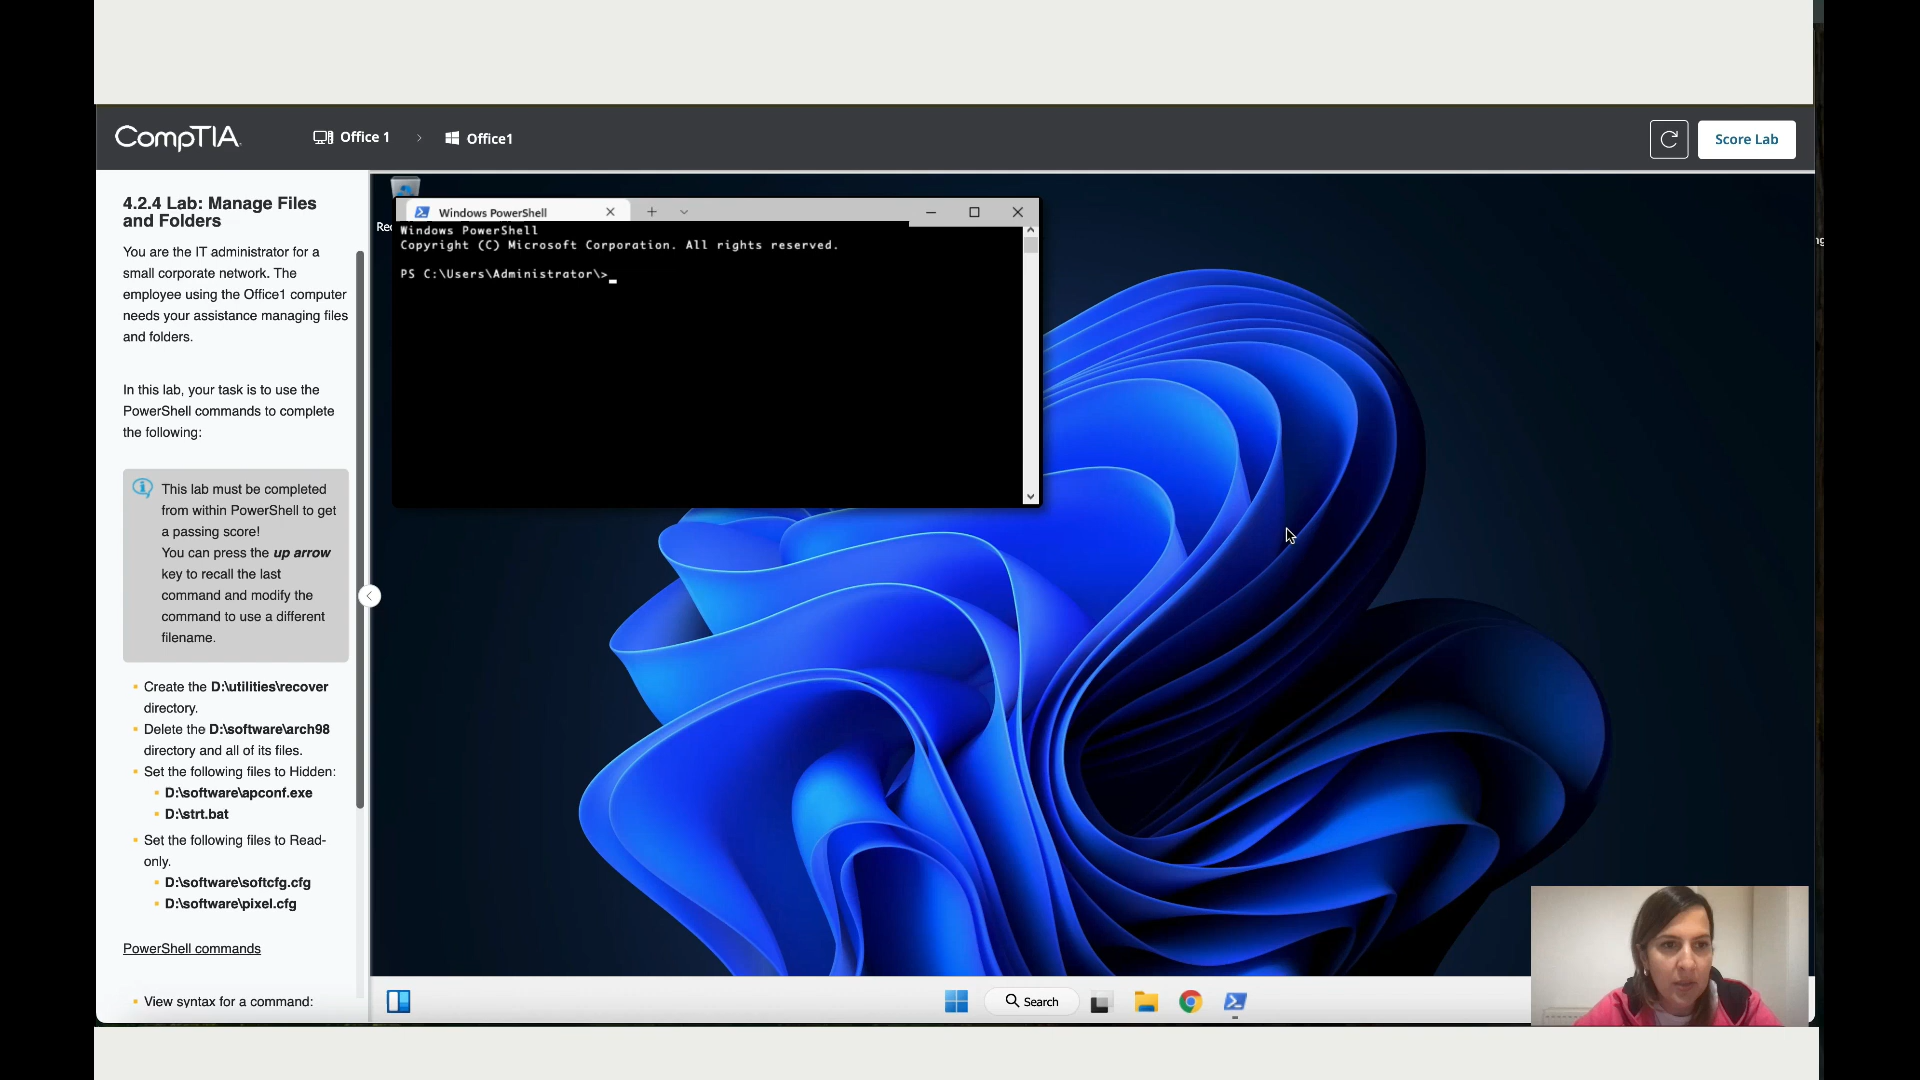 CompTIA.
Office 1
Office1
Score Lab
4.2.4 Lab: Manage Files
and Folders
You are the IT administrator for a
small corporate network. The
employee using the Office1 computer
needs your assistance managing files
and folders.
In this lab, your task is to use the
PowerShell commands to complete
the following:
This lab must be completed
from within PowerShell to get
a passing score!
You can press the up arrow
key to recall the last
command and modify the
command to use a different
filename.
Create the D:\utilities\recover
directory.
Delete the D:\software\arch98
directory and all of its files.
Set the following files to Hidden:
D:\software\apconf.exe
D:\strt.bat
Set the following files to Read-
only.
D:\software\softcfg.cfg
D:\software\pixel.cfg
PowerShell commands
View syntax for a command:
Windows PowerShell
Windows PowerShell
Copyright (C) Microsoft Corporation. All rights reserved.
PS C:\Users\Administrator\>
Search